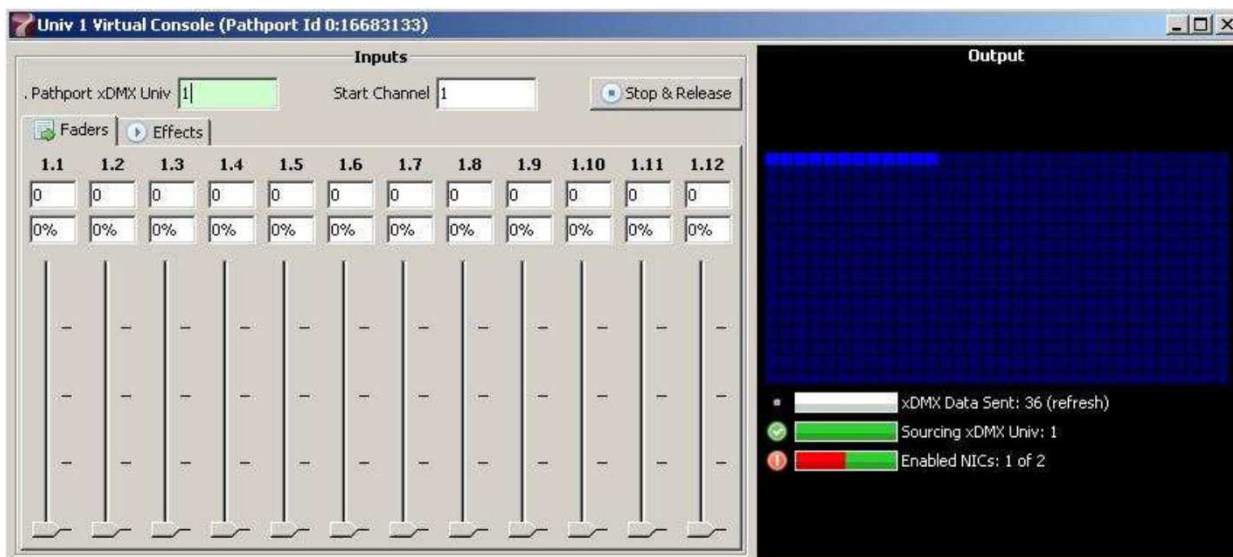 Univ 1 Virtual Console (Pathport Id 0:16683133)
Inputs
. Pathport xDMX Univ 1
Start Channel 1
Stop & Release
Faders
Effects
1.1 1.2 1.3 1.4 1.5 1.6 1.7 1.8 1.9 1.10 1.11 1.12
0 0 0 0 0 0 0 0 0 0 0 0
0% 0% 0% 0% 0% 0% 0% 0% 0% 0% 0% 0%
Output
xDMX Data Sent: 36 (refresh)
Sourcing xDMX Univ: 1
Enabled NICs: 1 of 2